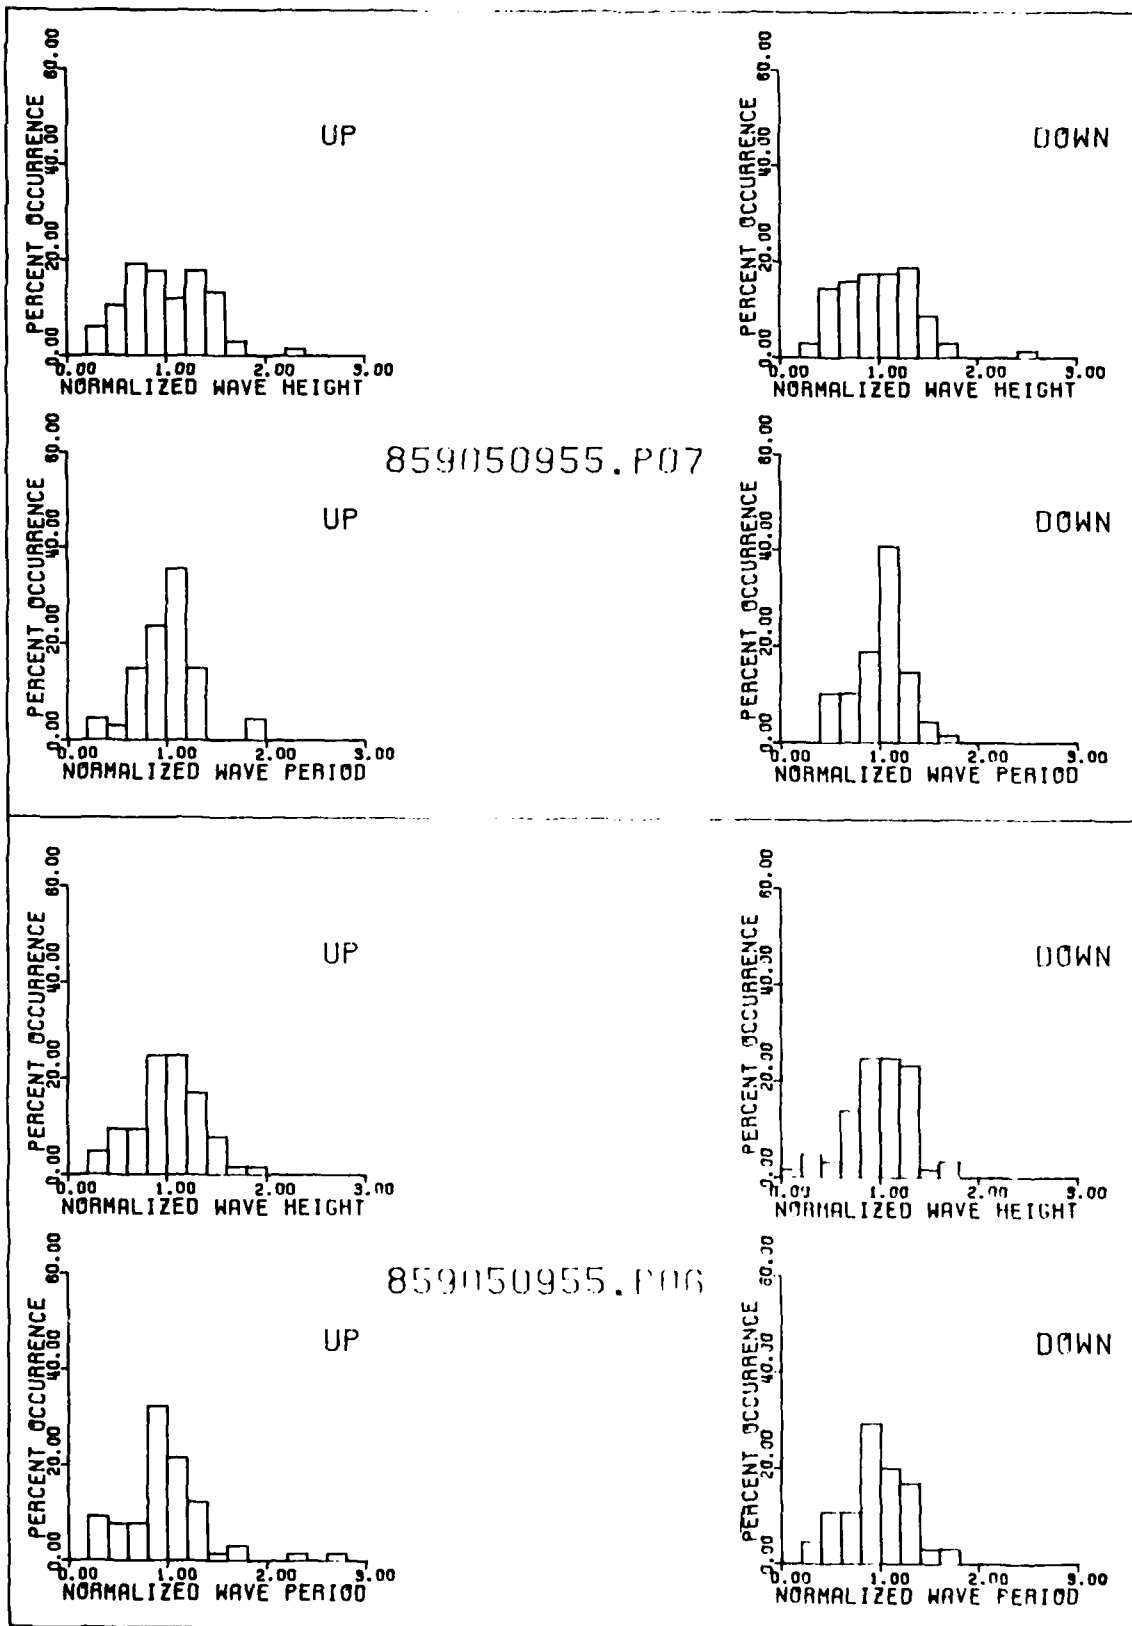 PERCENT OCCURRENCE
0.00 20.00 40.00 60.00
UP
0.00 1.00 2.00 3.00
NORMALIZED WAVE HEIGHT
PERCENT OCCURRENCE
0.00 20.00 40.00 60.00
DOWN
0.00 1.00 2.00 3.00
NORMALIZED WAVE HEIGHT
859050955.P07
PERCENT OCCURRENCE
0.00 20.00 40.00 60.00
UP
0.00 1.00 2.00 3.00
NORMALIZED WAVE PERIOD
PERCENT OCCURRENCE
0.00 20.00 40.00 60.00
DOWN
0.00 1.00 2.00 3.00
NORMALIZED WAVE PERIOD
PERCENT OCCURRENCE
0.00 20.00 40.00 60.00
UP
0.00 1.00 2.00 3.00
NORMALIZED WAVE HEIGHT
PERCENT OCCURRENCE
0.00 20.00 40.00 60.00
DOWN
0.00 1.00 2.00 3.00
NORMALIZED WAVE HEIGHT
859050955.P06
PERCENT OCCURRENCE
0.00 20.00 40.00 60.00
UP
0.00 1.00 2.00 3.00
NORMALIZED WAVE PERIOD
PERCENT OCCURRENCE
0.00 20.00 40.00 60.00
DOWN
0.00 1.00 2.00 3.00
NORMALIZED WAVE PERIOD